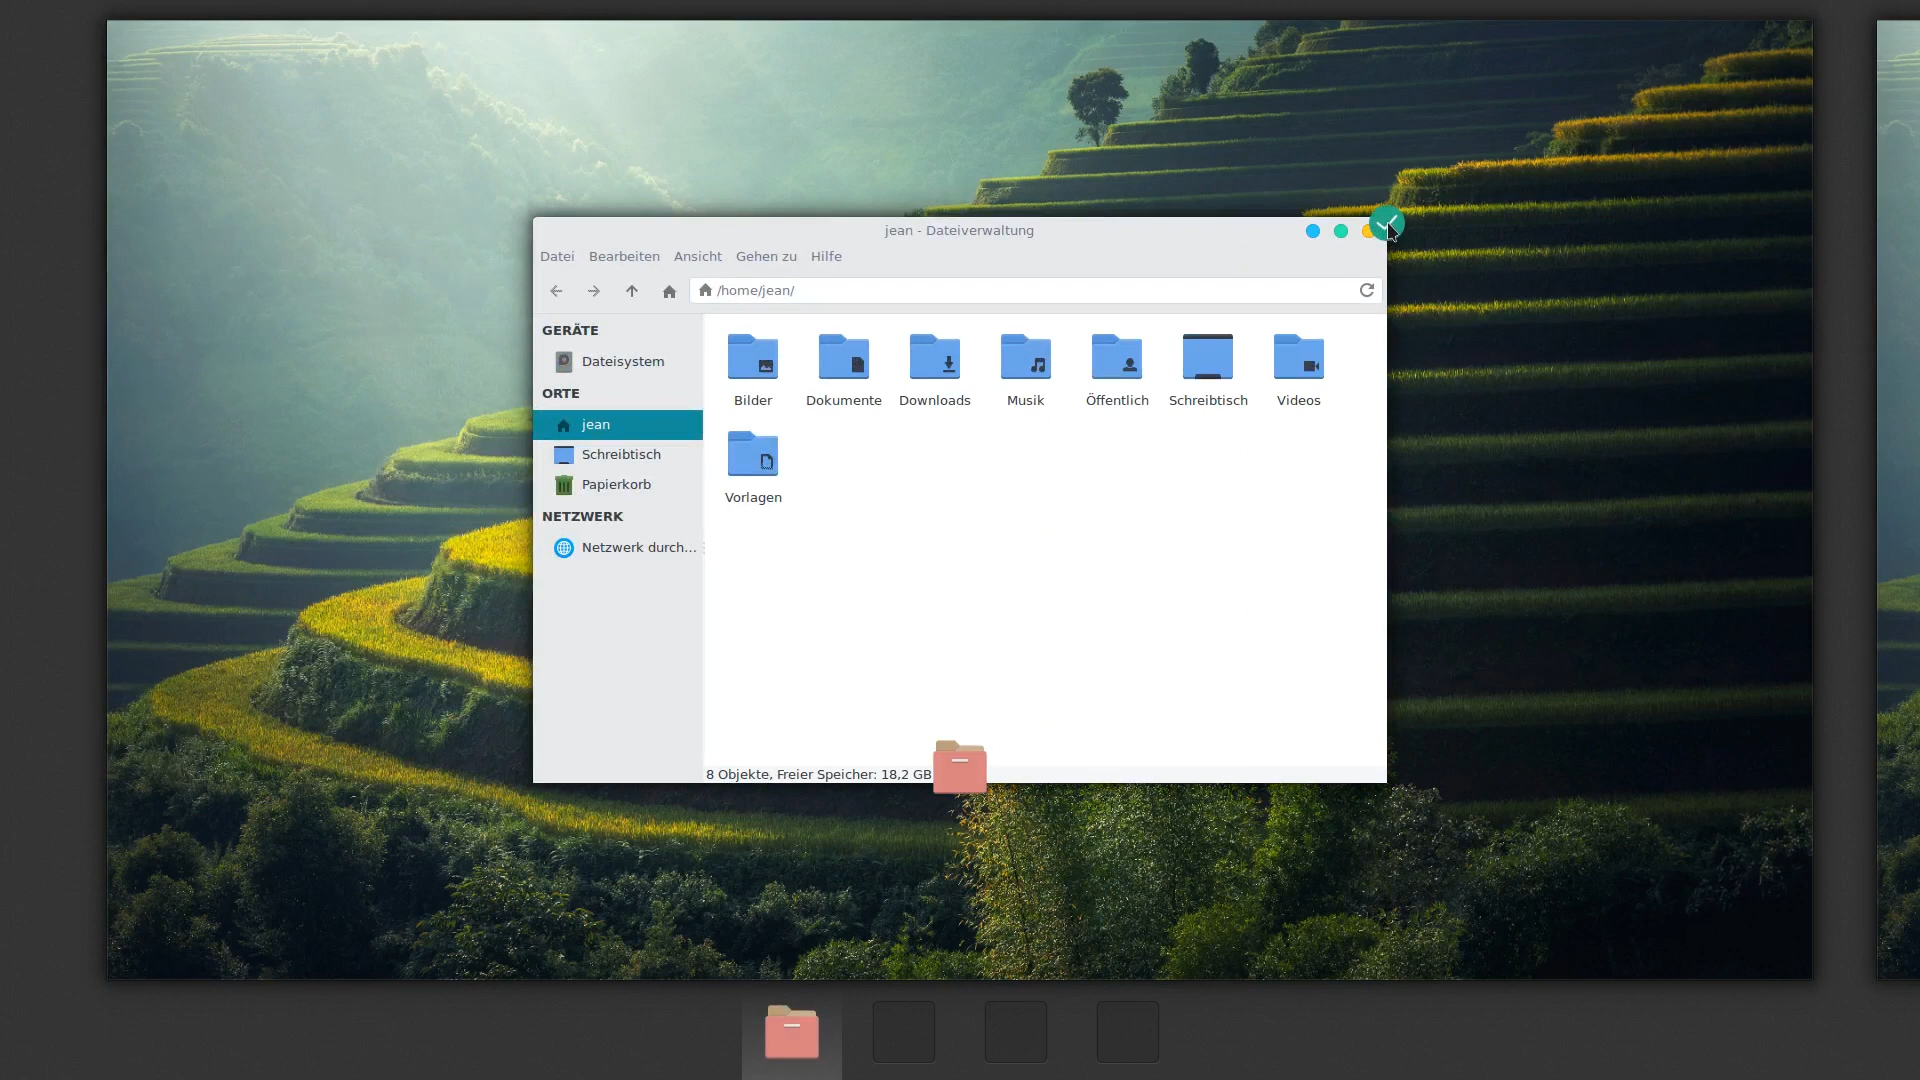 jean - Dateiverwaltung
Datei Bearbeiten Ansicht Gehen zu Hilfe
/home/jean/
GERÄTE
Dateisystem
ORTE
jean
Schreibtisch
Papierkorb
NETZWERK
Netzwerk durch...
Bilder Dokumente Downloads Musik Öffentlich Schreibtisch Videos
Vorlagen
8 Objekte, Freier Speicher: 18,2 GB